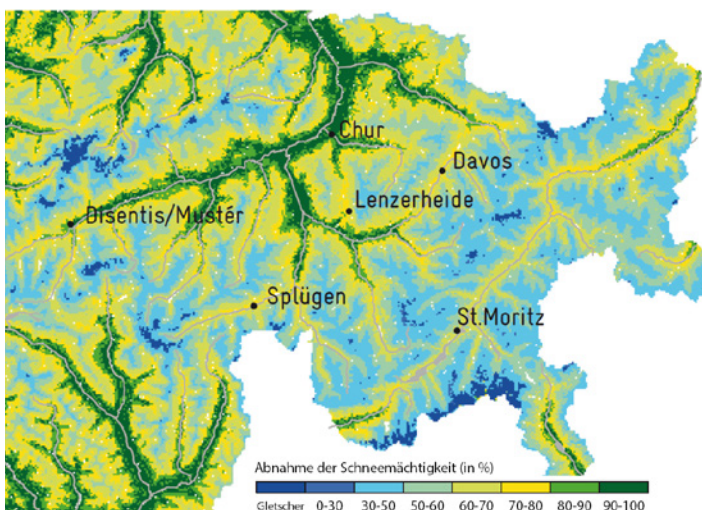 Chur
Davos
Lenzerheide
Disentis/Mustér
Splügen
St.Moritz
Abnahme der Schneemächtigkeit (in %)
Gletscher 0-30 30-50 50-60 60-70 70-80 80-90 90-100